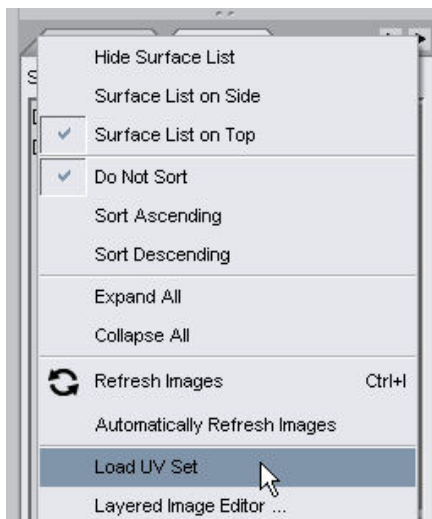 Hide Surface List
Surface List on Side
Surface List on Top
Do Not Sort
Sort Ascending
Sort Descending
Expand All
Collapse All
Refresh Images Ctrl+I
Automatically Refresh Images
Load UV Set
Layered Image Editor ...